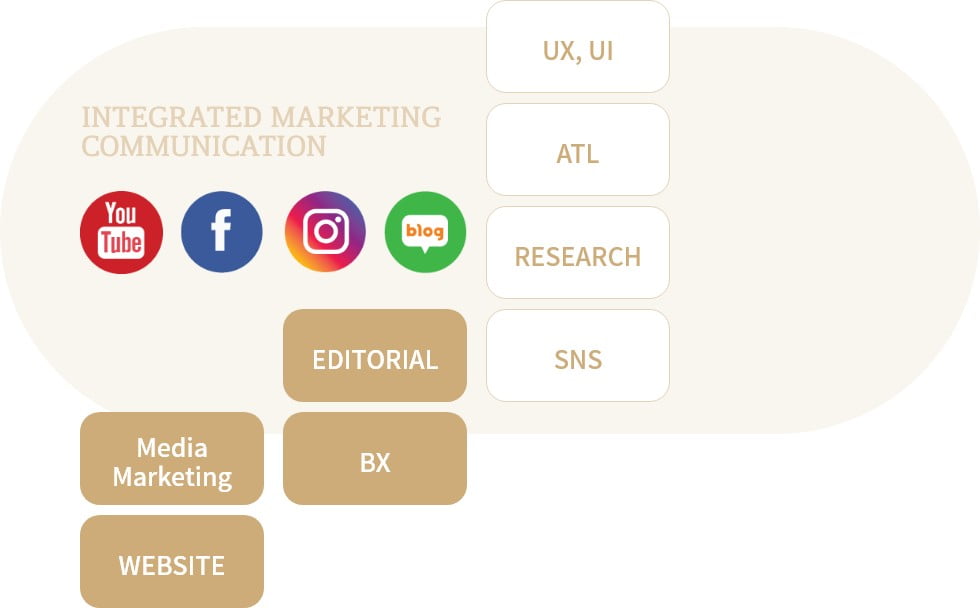 UX, UI
INTEGRATED MARKETING
COMMUNICATION
ATL
You
Tube
f
blog
RESEARCH
EDITORIAL
SNS
Media
Marketing
BX
WEBSITE